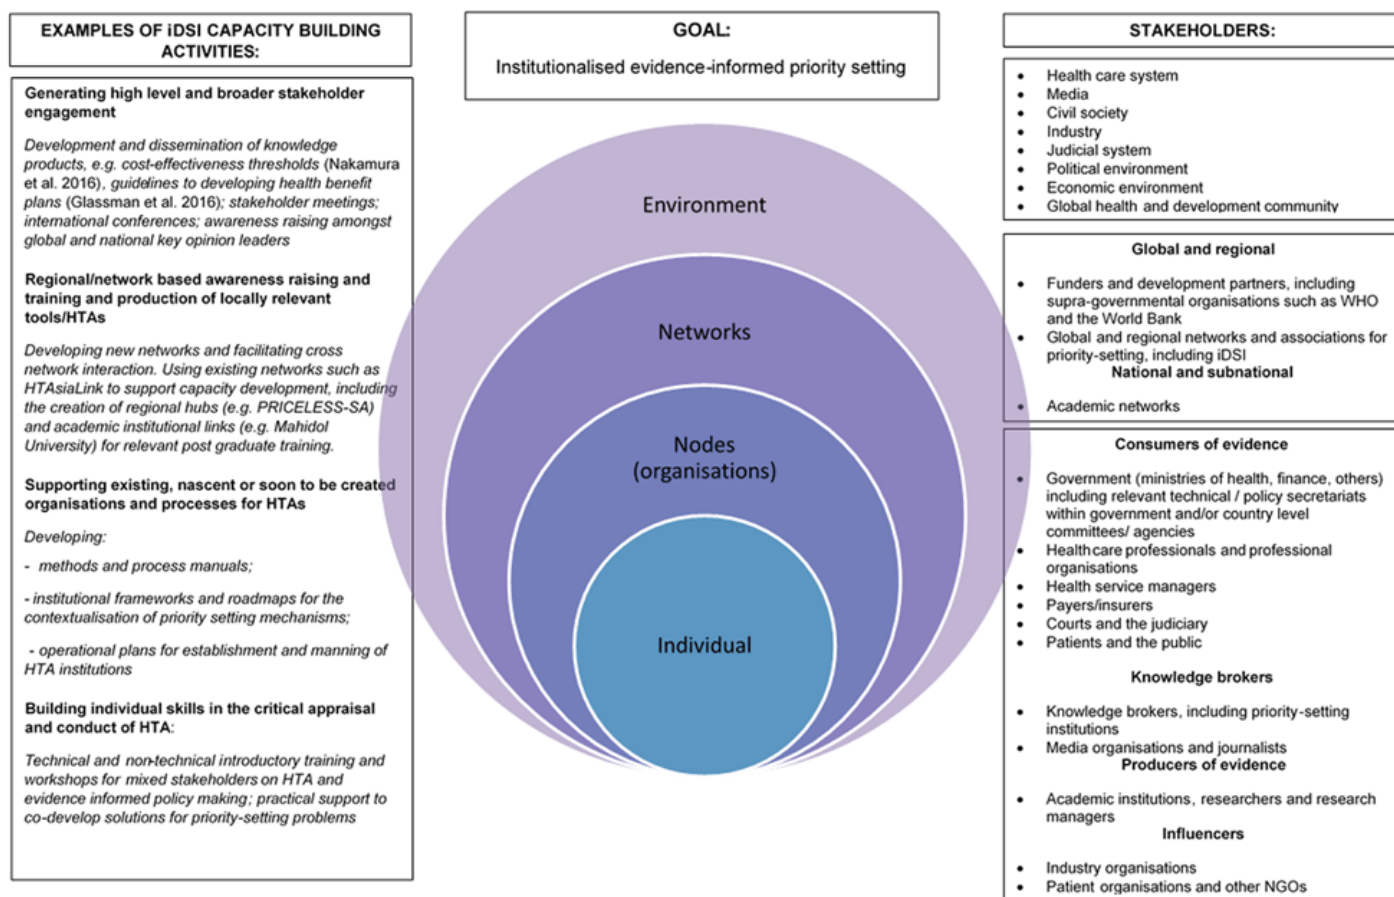 EXAMPLES OF iDSI CAPACITY BUILDING
ACTIVITIES:
Generating high level and broader stakeholder
engagement
Development and dissemination of knowledge
products, e.g. cost-effectiveness thresholds (Nakamura
et al. 2016), guidelines to developing health benefit
plans (Glassman et al. 2016); stakeholder meetings;
international conferences; awareness raising amongst
global and national key opinion leaders
Regional/network based awareness raising and
training and production of locally relevant
tools/HTAs
Developing new networks and facilitating cross
network interaction. Using existing networks such as
HTAsiaLink to support capacity development, including
the creation of regional hubs (e.g. PRICELESS-SA)
and academic institutional links (e.g. Mahidol
University) for relevant post graduate training.
Supporting existing, nascent or soon to be created
organisations and processes for HTAs
Developing:
- methods and process manuals;
- institutional frameworks and roadmaps for the
contextualisation of priority setting mechanisms;
- operational plans for establishment and manning of
HTA institutions
Building individual skills in the critical appraisal
and conduct of HTA:
Technical and non-technical introductory training and
workshops for mixed stakeholders on HTA and
evidence informed policy making; practical support to
co-develop solutions for priority-setting problems
GOAL:
Institutionalised evidence-informed priority setting
Environment
Networks
Nodes
(organisations)
Individual
STAKEHOLDERS:
• Health care system
• Media
• Civil society
• Industry
• Judicial system
• Political environment
• Economic environment
• Global health and development community
Global and regional
• Funders and development partners, including
supra-governmental organisations such as WHO
and the World Bank
• Global and regional networks and associations for
priority-setting, including iDSI
National and subnational
• Academic networks
Consumers of evidence
• Government (ministries of health, finance, others)
including relevant technical / policy secretariats
within government and/or country level
committees/ agencies
• Healthcare professionals and professional
organisations
• Health service managers
• Payers/insurers
• Courts and the judiciary
• Patients and the public
Knowledge brokers
• Knowledge brokers, including priority-setting
institutions
• Media organisations and journalists
Producers of evidence
• Academic institutions, researchers and research
managers
Influencers
• Industry organisations
• Patient organisations and other NGOs